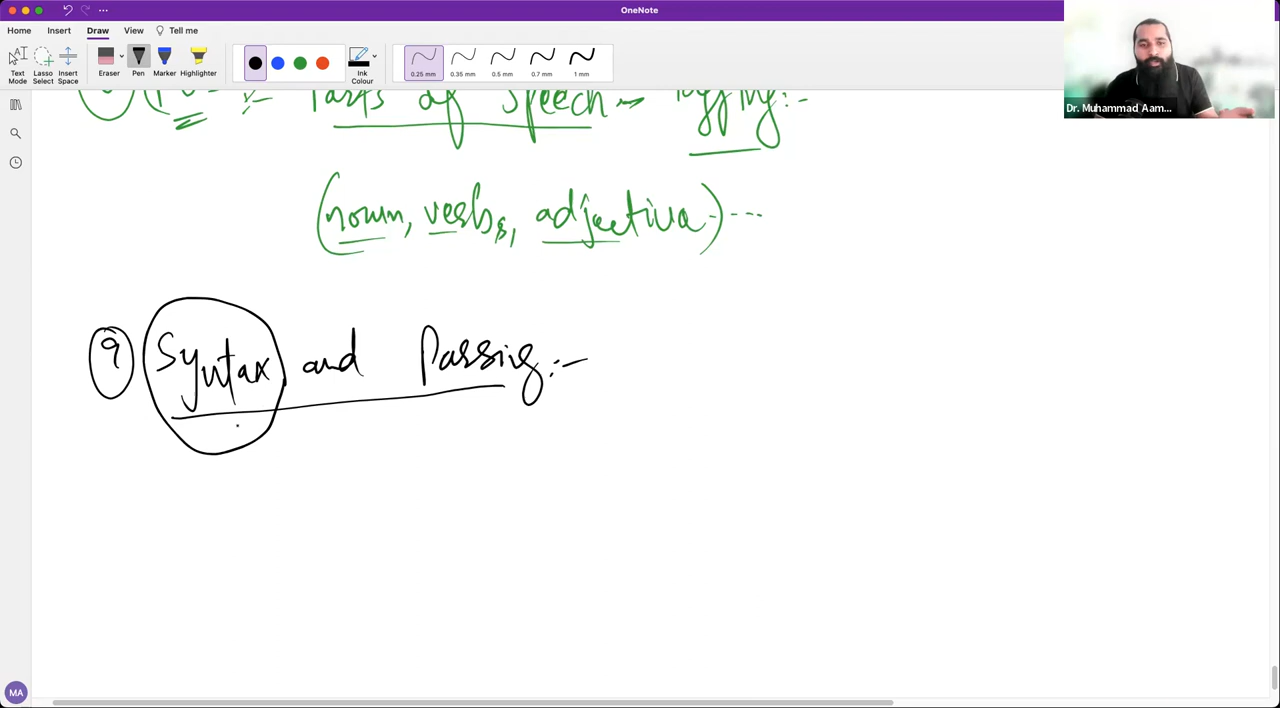 OneNote
Home Insert Draw View Tell me
Text Mode Lasso Select Insert Space Eraser Pen Marker Highlighter Ink Colour 0.25 mm 0.35 mm 0.5 mm 0.7 mm 1 mm
Dr. Muhammad Aam...
Parts of Speech
(noun, verbs, adjective) ...
9 Syntax and Passing :-
MA